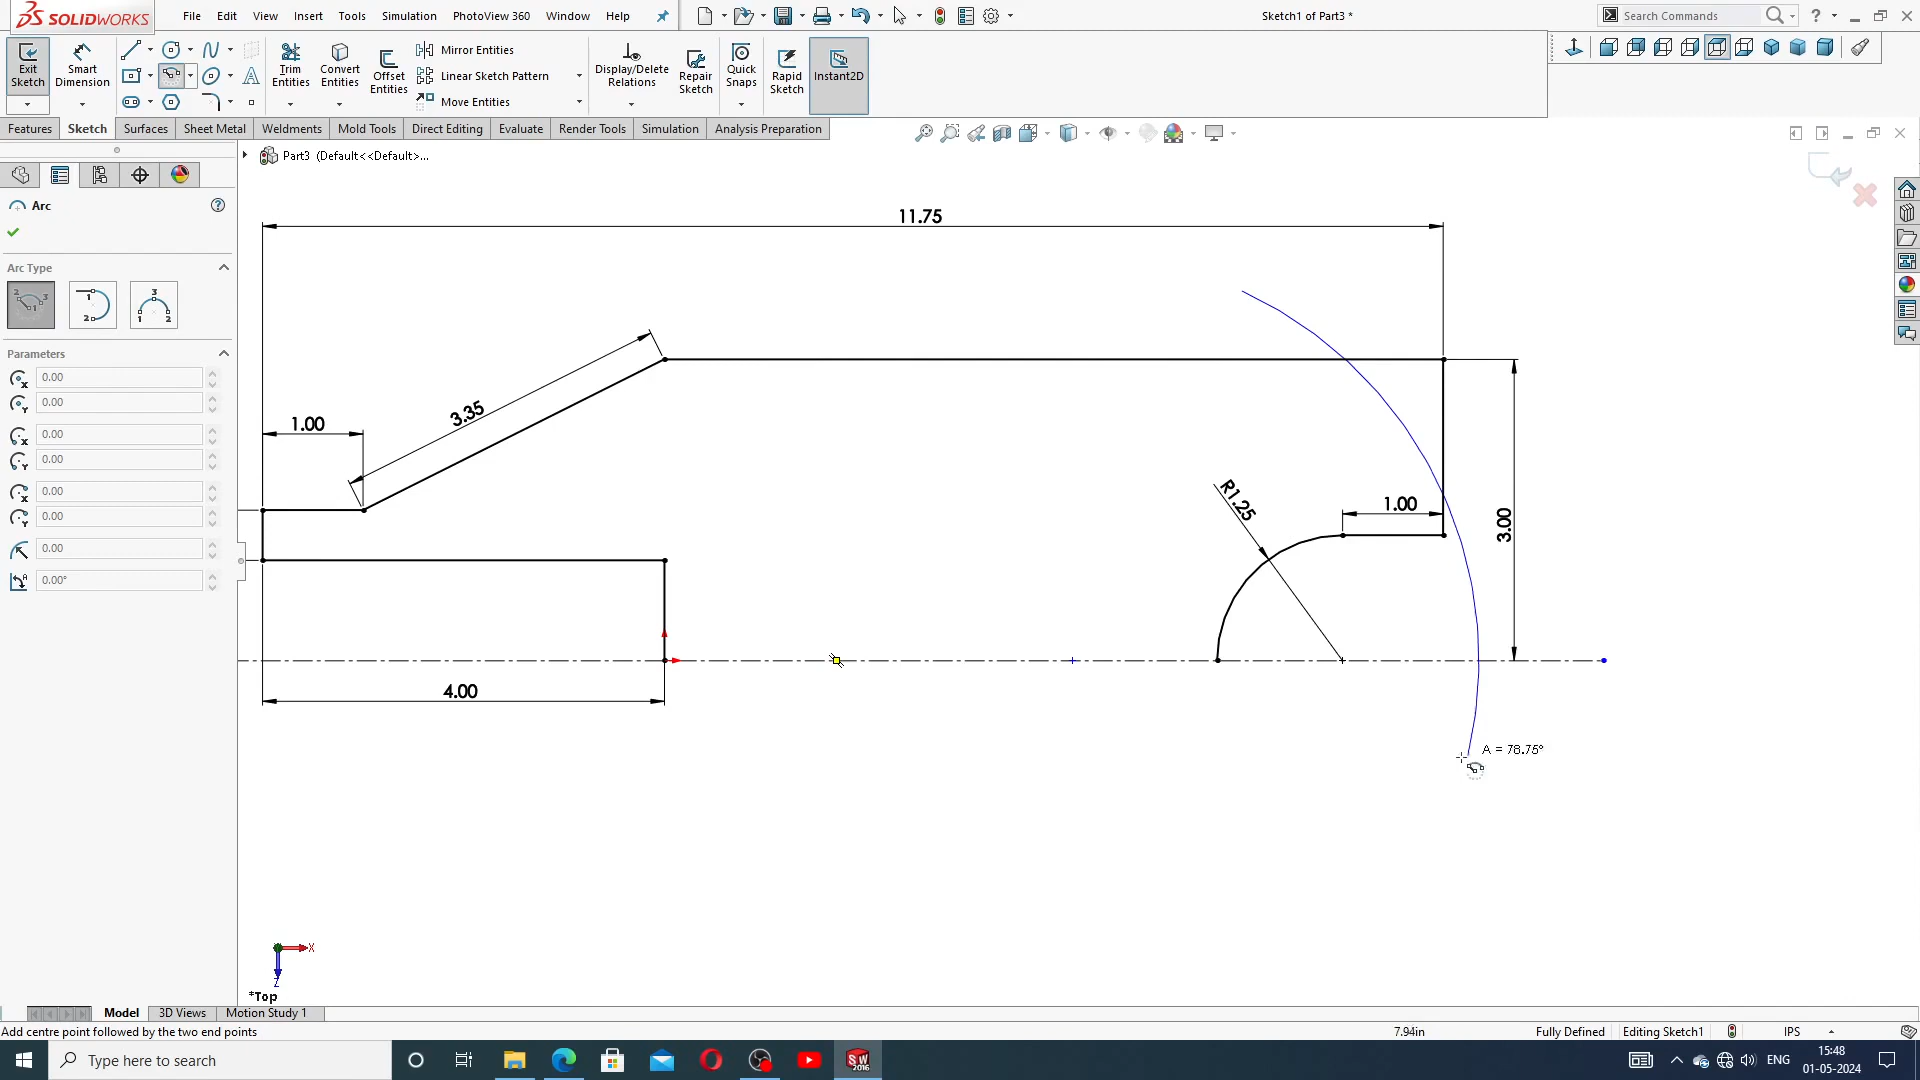 SOLIDWORKS
File Edit View Insert Tools Simulation PhotoView 360 Window Help
Sketch1 of Part3 *
Search Commands
Exit Sketch
Smart Dimension
Trim Entities
Convert Entities
Offset Entities
Mirror Entities
Linear Sketch Pattern
Move Entities
Display/Delete Relations
Repair Sketch
Quick Snaps
Rapid Sketch
Instant2D
Features Sketch Surfaces Sheet Metal Weldments Mold Tools Direct Editing Evaluate Render Tools Simulation Analysis Preparation
Part3 (Default<<Default>...
Arc
Arc Type
Parameters
0.00
0.00
0.00
0.00
0.00
0.00
0.00
0.00°
11.75
3.35
1.00
R1.25
1.00
3.00
4.00
A = 78.75°
X
Z
*Top
Model 3D Views Motion Study 1
Add centre point followed by the two end points
7.94in
Fully Defined
Editing Sketch1
IPS
Type here to search
SW 2016
ENG
15:48
01-05-2024